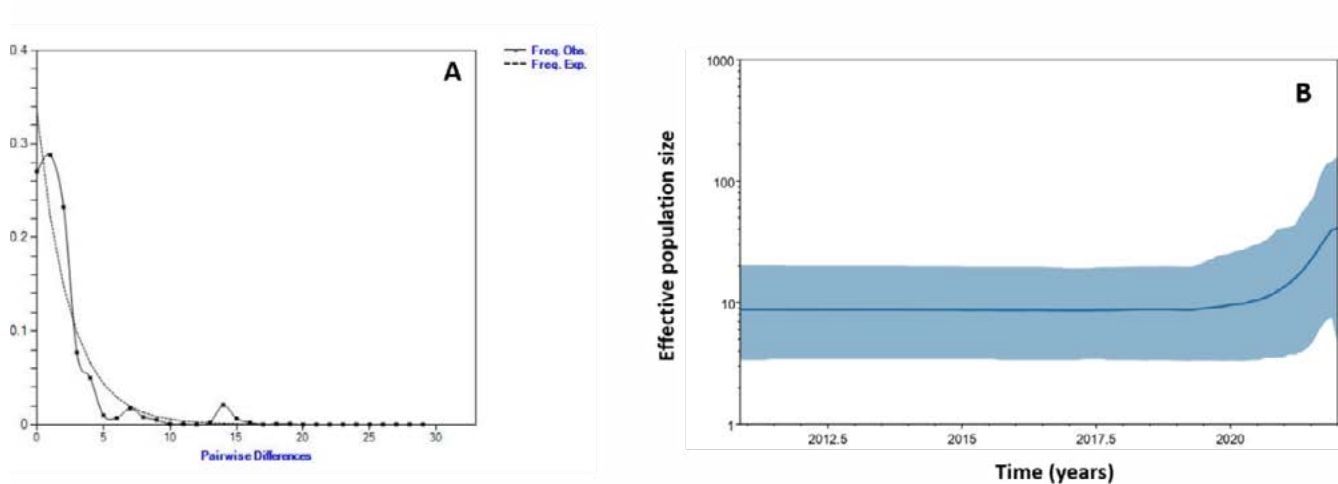 0.4
0.3
0.2
0.1
0
0
5
10
15
20
25
30
Pairwise Differences
Freq. Obs.
Freq. Exp.
A
1000
100
10
1
Effective population size
B
2012.5
2015
2017.5
2020
Time (years)